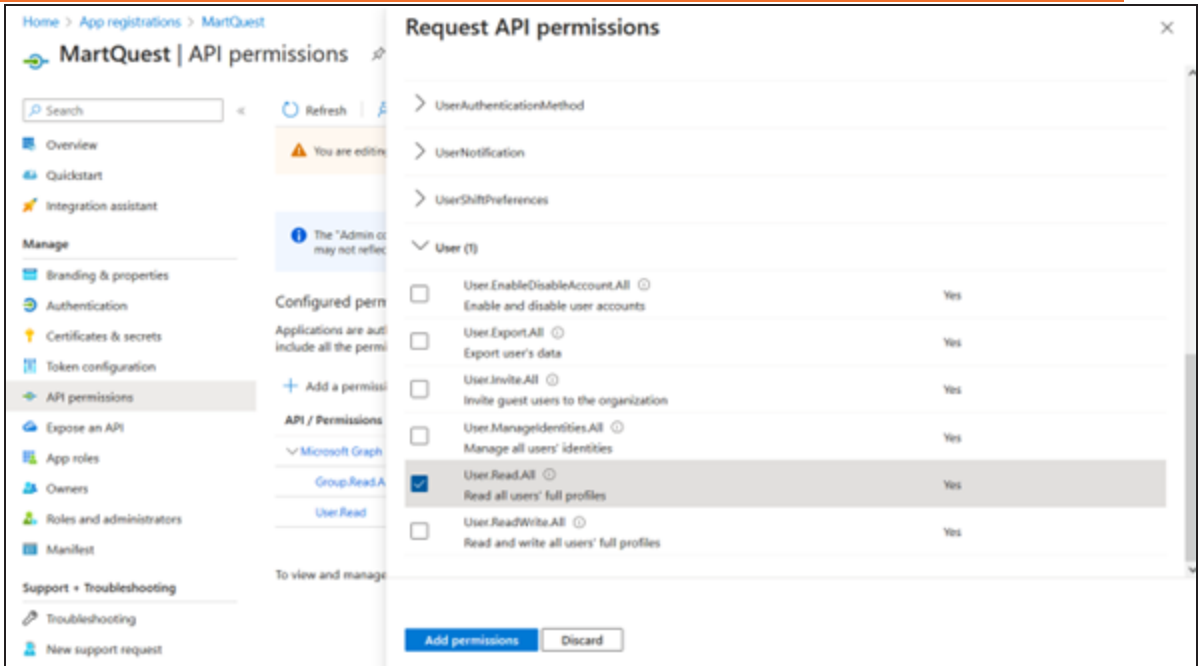 Home > App registrations > MartQuest
MartQuest | API permissions
Search
«
Refresh
Overview
Quickstart
Integration assistant
Manage
Branding & properties
Authentication
Certificates & secrets
Token configuration
API permissions
Expose an API
App roles
Owners
Roles and administrators
Manifest
Support + Troubleshooting
Troubleshooting
New support request
You are editin
The "Admin co
may not reflec
Configured perm
Applications are aut
include all the permi
Add a permissi
API / Permissions
Microsoft Graph
Group.Read.A
User.Read
To view and manage
Request API permissions
UserAuthenticationMethod
UserNotification
UserShiftPreferences
User (1)
User.EnableDisableAccount.All
Enable and disable user accounts
Yes
User.Export.All
Export user's data
Yes
User.Invite.All
Invite guest users to the organization
Yes
User.ManageIdentities.All
Manage all users' identities
Yes
User.Read.All
Read all users' full profiles
Yes
User.ReadWrite.All
Read and write all users' full profiles
Yes
Add permissions
Discard